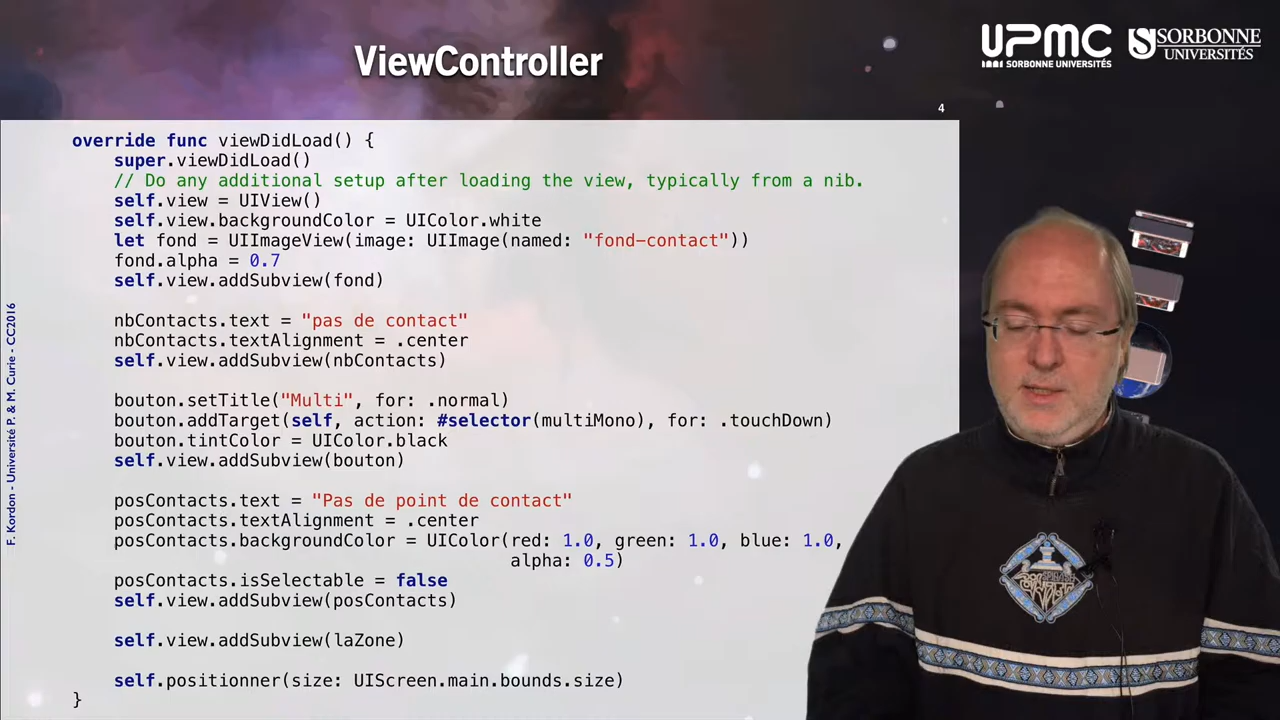 ViewController
UPMC
SORBONNE UNIVERSITÉS
SORBONNE
UNIVERSITÉS
4
override func viewDidLoad() {
super.viewDidLoad()
// Do any additional setup after loading the view, typically from a nib.
self.view = UIView()
self.view.backgroundColor = UIColor.white
let fond = UIImageView(image: UIImage(named: "fond-contact"))
fond.alpha = 0.7
self.view.addSubview(fond)
nbContacts.text = "pas de contact"
nbContacts.textAlignment = .center
self.view.addSubview(nbContacts)
bouton.setTitle("Multi", for: .normal)
bouton.addTarget(self, action: #selector(multiMono), for: .touchDown)
bouton.tintColor = UIColor.black
self.view.addSubview(bouton)
posContacts.text = "Pas de point de contact"
posContacts.textAlignment = .center
posContacts.backgroundColor = UIColor(red: 1.0, green: 1.0, blue: 1.0,
alpha: 0.5)
posContacts.isSelectable = false
self.view.addSubview(posContacts)
self.view.addSubview(laZone)
self.positionner(size: UIScreen.main.bounds.size)
}
F. Kordon - Université P. & M. Curie - CC2016